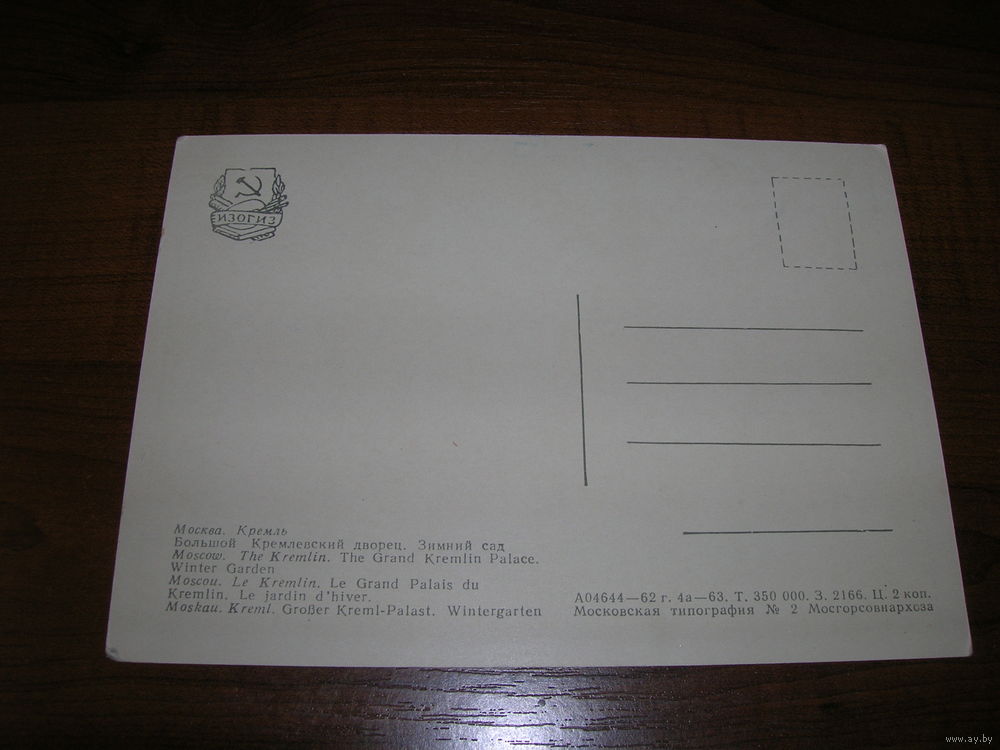 ИЗОГИЗ
Москва. Кремль
Большой Кремлевский дворец. Зимний сад
Moscow. The Kremlin. The Grand Kremlin Palace.
Winter Garden
Moscou. Le Kremlin. Le Grand Palais du
Kremlin. Le jardin d'hiver.
Moskau. Kreml. Großer Kreml-Palast. Wintergarten
А04644—62 г. 4а—63. Т. 350 000. З. 2166. Ц. 2 коп.
Московская типография № 2 Мосгорсовнархоза
www.ay.by